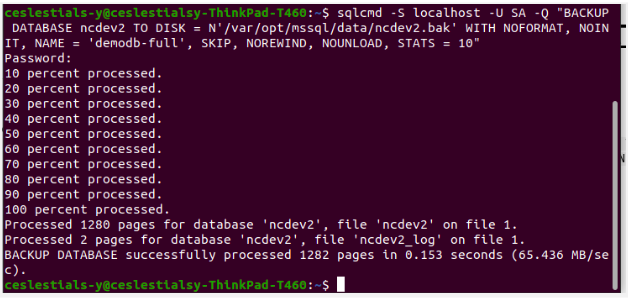 ceslestials-y@ceslestialsy-ThinkPad-T460:~$ sqlcmd -S localhost -U SA -Q "BACKUP
 DATABASE ncdev2 TO DISK = N'/var/opt/mssql/data/ncdev2.bak' WITH NOFORMAT, NOIN
IT, NAME = 'demodb-full', SKIP, NOREWIND, NOUNLOAD, STATS = 10"
Password:
10 percent processed.
20 percent processed.
30 percent processed.
40 percent processed.
50 percent processed.
60 percent processed.
70 percent processed.
80 percent processed.
90 percent processed.
100 percent processed.
Processed 1280 pages for database 'ncdev2', file 'ncdev2' on file 1.
Processed 2 pages for database 'ncdev2', file 'ncdev2_log' on file 1.
BACKUP DATABASE successfully processed 1282 pages in 0.153 seconds (65.436 MB/se
c).
ceslestials-y@ceslestialsy-ThinkPad-T460:~$